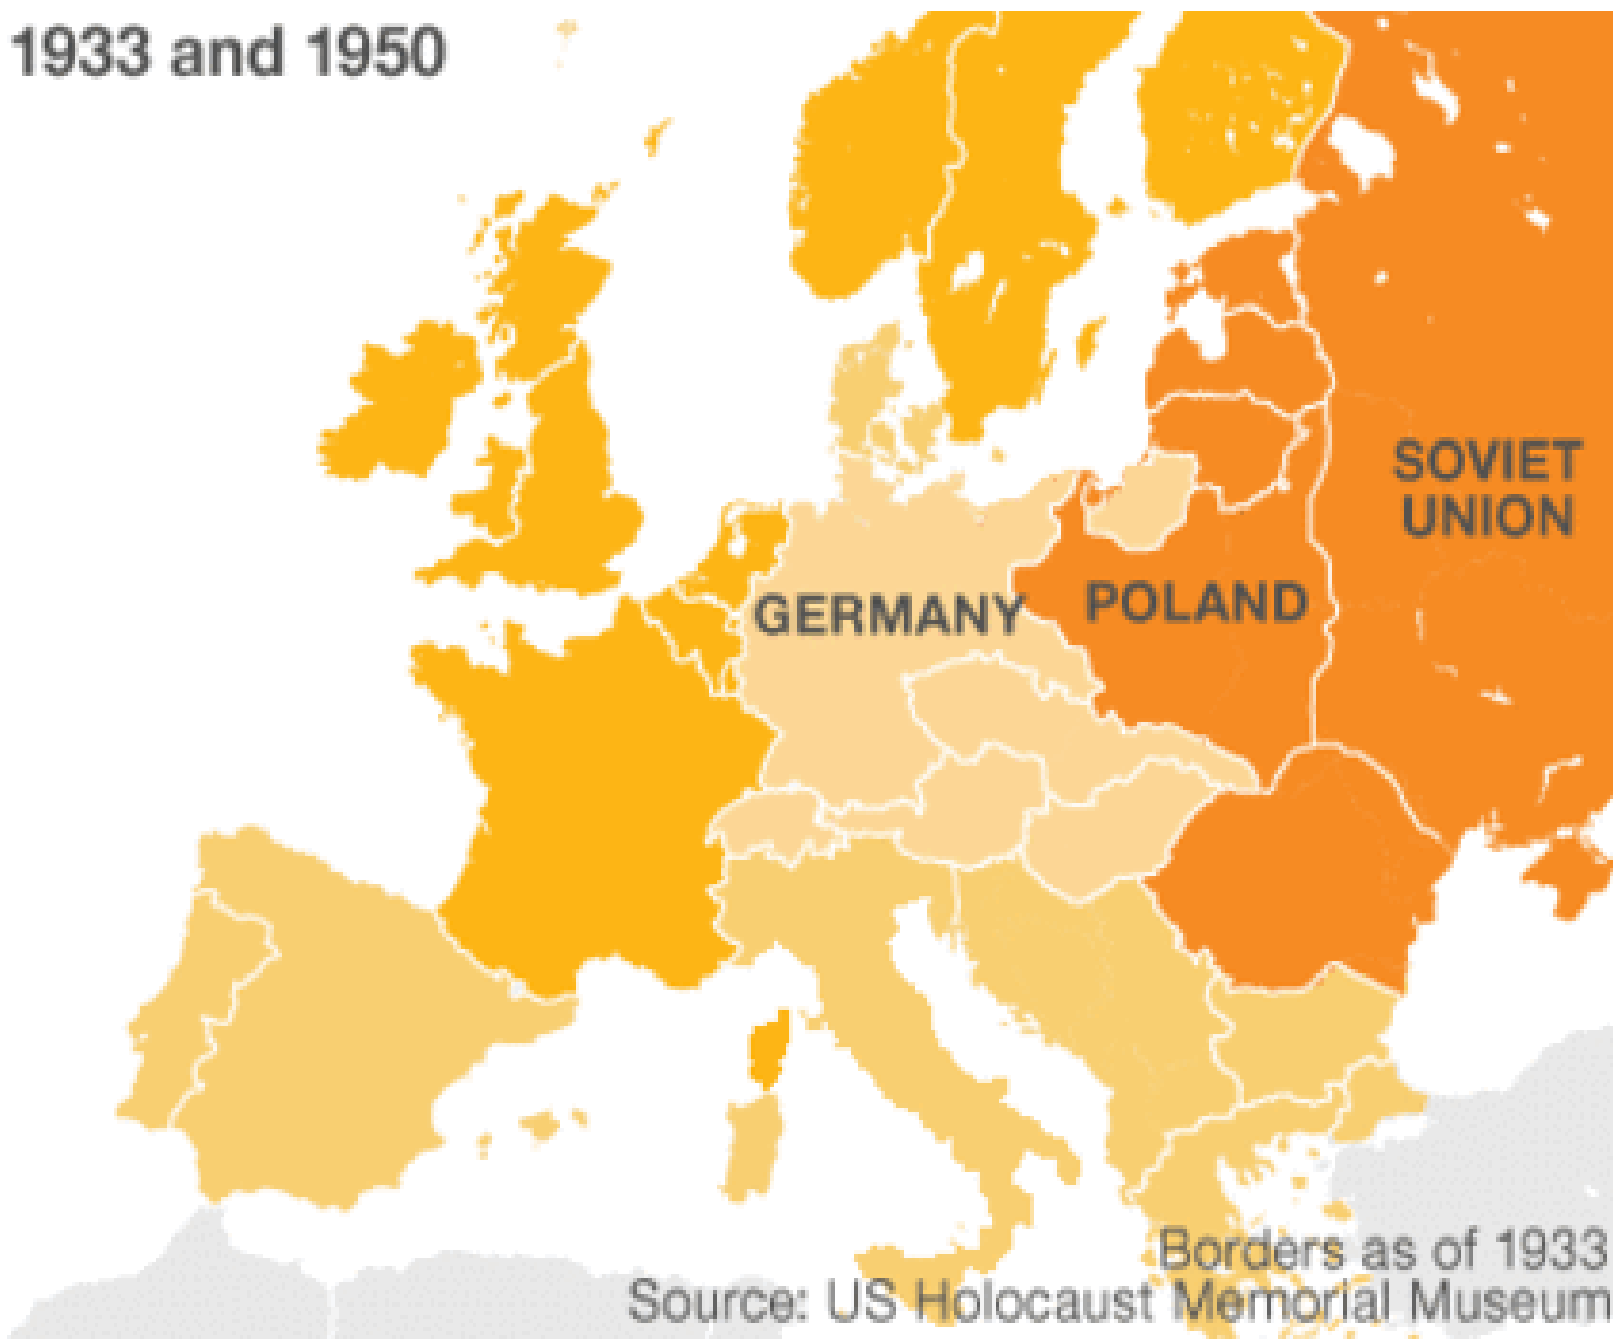 1933 and 1950
SOVIET
UNION
GERMANY
POLAND
Borders as of 1933
Source: US Holocaust Memorial Museum